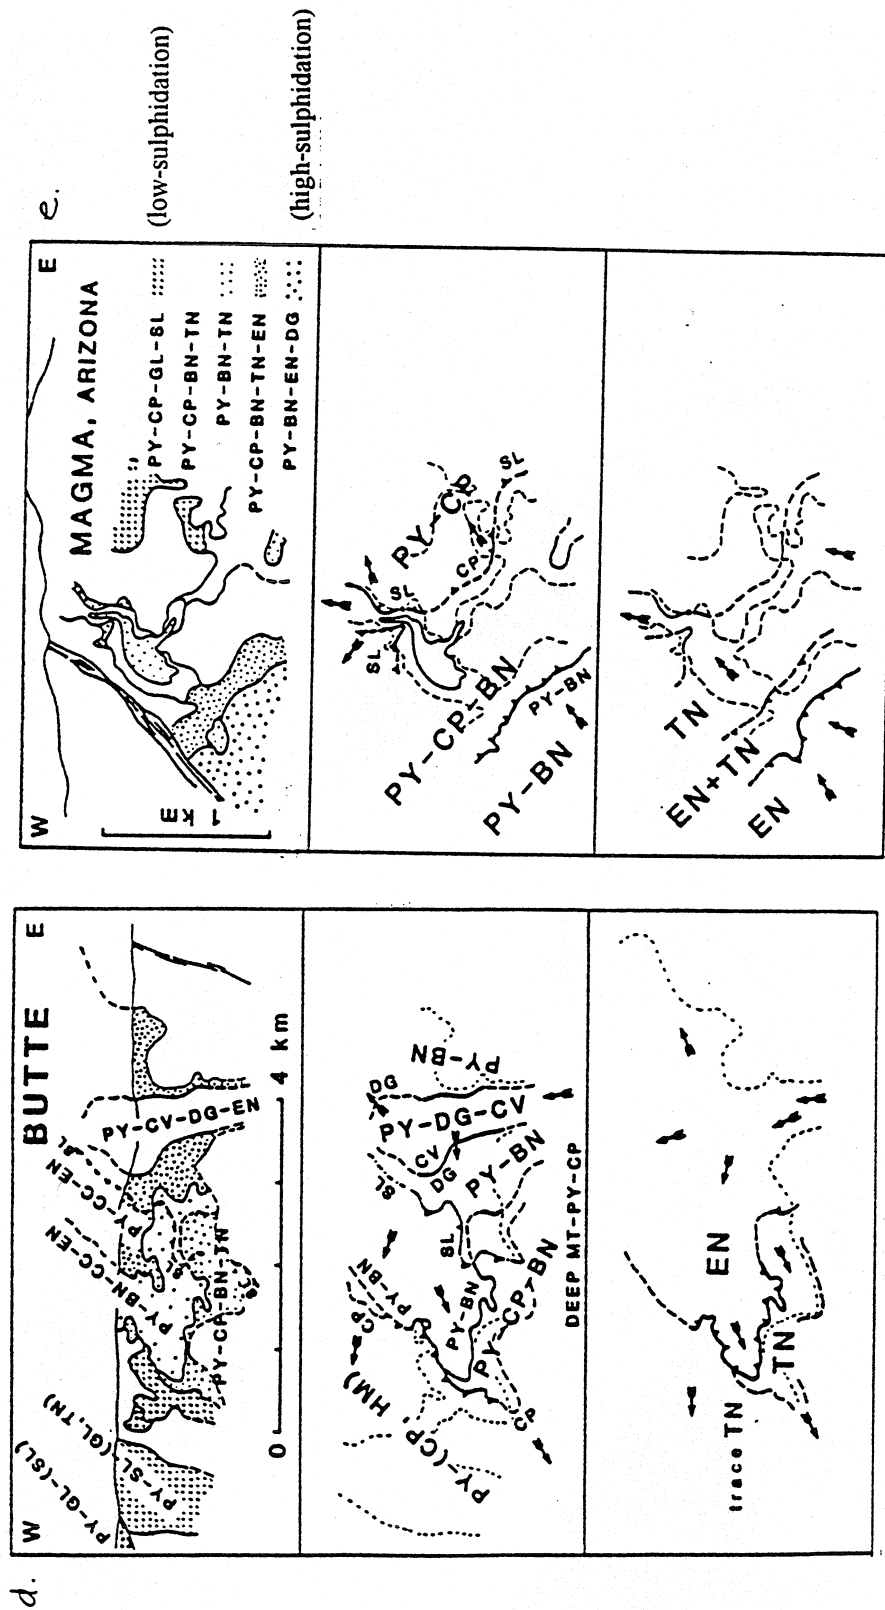 d.
BUTTE
W
E
PY-GL-(SL)
PY-SL-(GL,TN)
PY-BN-CC-EN
PY-CC-EN
SL
PY-CV-DG-EN
SL
PY-CP-BN-TN
SL
0
4 km
PY-(CP, HM)
CP
PY-BN
SL
CV
DG
DG
PY-DG-CV
PY-BN
PY-BN
SL
PY-BN
PY-CP-BN
CP
DEEP MT-PY-CP
trace TN
EN
TN
e.
W
E
MAGMA, ARIZONA
PY-CP-GL-SL
(low-sulphidation)
PY-CP-BN-TN
PY-BN-TN
PY-CP-BN-TN-EN
PY-BN-EN-DG
(high-sulphidation)
1 km
SL
SL
PY-CP
CP
SL
PY-CP-BN
PY-BN
PY-BN
TN
EN+TN
EN